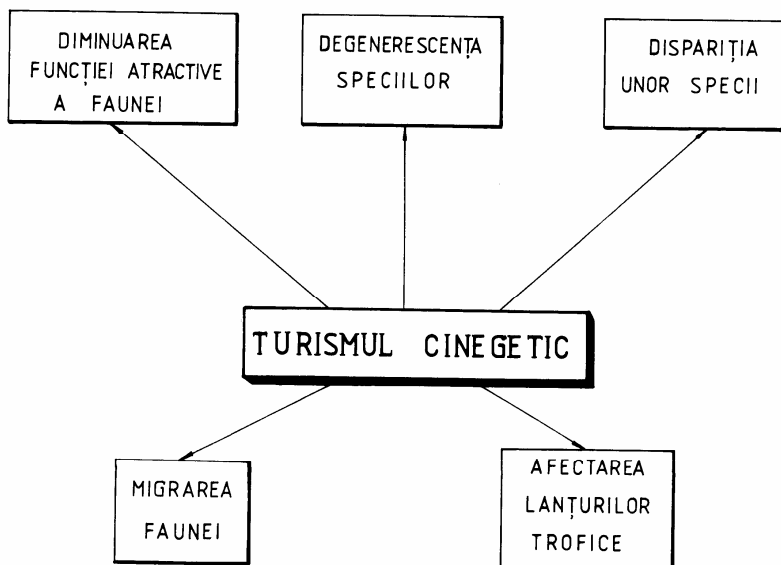 DIMINUAREA
FUNCȚIEI ATRACTIVE
A FAUNEI
DEGENERESCENȚA
SPECIILOR
DISPARIȚIA
UNOR SPECII
TURISMUL CINEGETIC
MIGRAREA
FAUNEI
AFECTAREA
LANȚURILOR
TROFICE